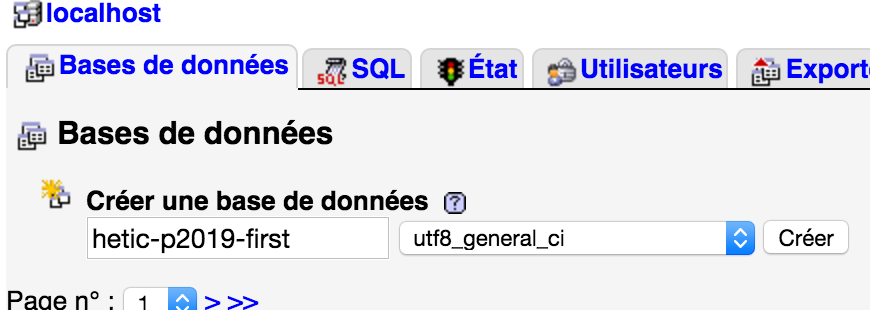 localhost
Bases de données SQL État Utilisateurs Export
Bases de données
Créer une base de données ?
hetic-p2019-first utf8_general_ci Créer
Page n° : 1 > >>